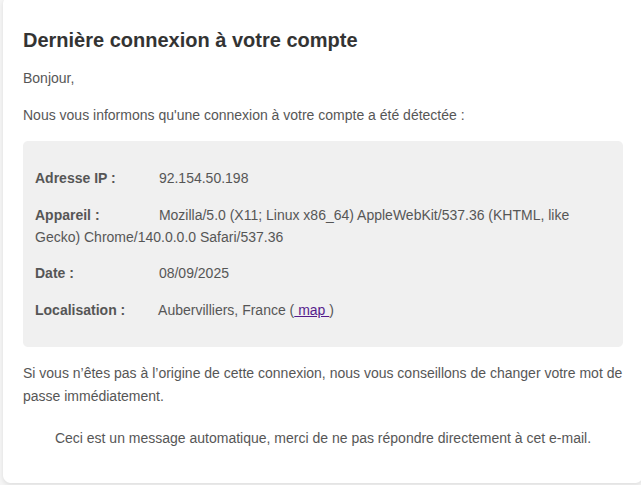 Dernière connexion à votre compte
Bonjour,
Nous vous informons qu'une connexion à votre compte a été détectée :
Adresse IP : 92.154.50.198
Appareil : Mozilla/5.0 (X11; Linux x86_64) AppleWebKit/537.36 (KHTML, like
Gecko) Chrome/140.0.0.0 Safari/537.36
Date : 08/09/2025
Localisation : Aubervilliers, France ( map )
Si vous n’êtes pas à l’origine de cette connexion, nous vous conseillons de changer votre mot de
passe immédiatement.
Ceci est un message automatique, merci de ne pas répondre directement à cet e-mail.